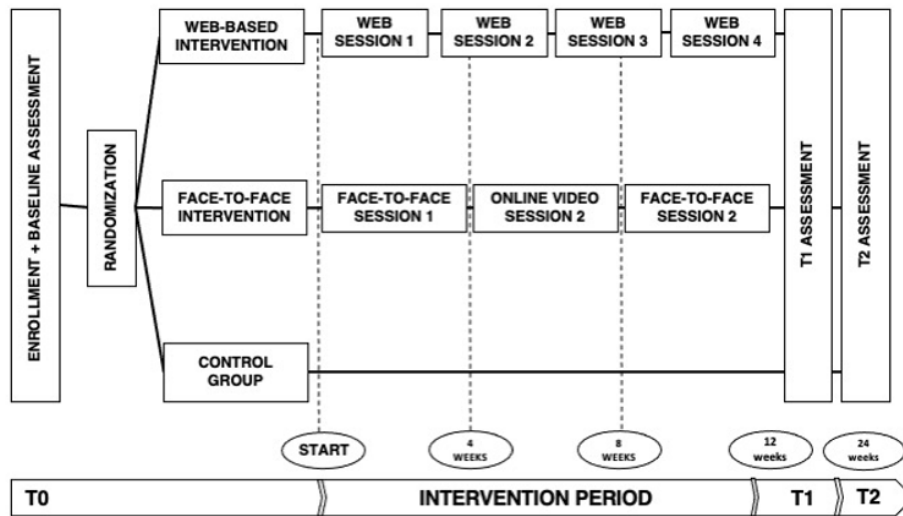 ENROLLMENT + BASELINE ASSESSMENT
RANDOMIZATION
WEB-BASED
INTERVENTION
WEB
SESSION 1
WEB
SESSION 2
WEB
SESSION 3
WEB
SESSION 4
FACE-TO-FACE
INTERVENTION
FACE-TO-FACE
SESSION 1
ONLINE VIDEO
SESSION 2
FACE-TO-FACE
SESSION 2
CONTROL
GROUP
T1 ASSESSMENT
T2 ASSESSMENT
START
4
WEEKS
8
WEEKS
12
weeks
24
weeks
T0
INTERVENTION PERIOD
T1
T2